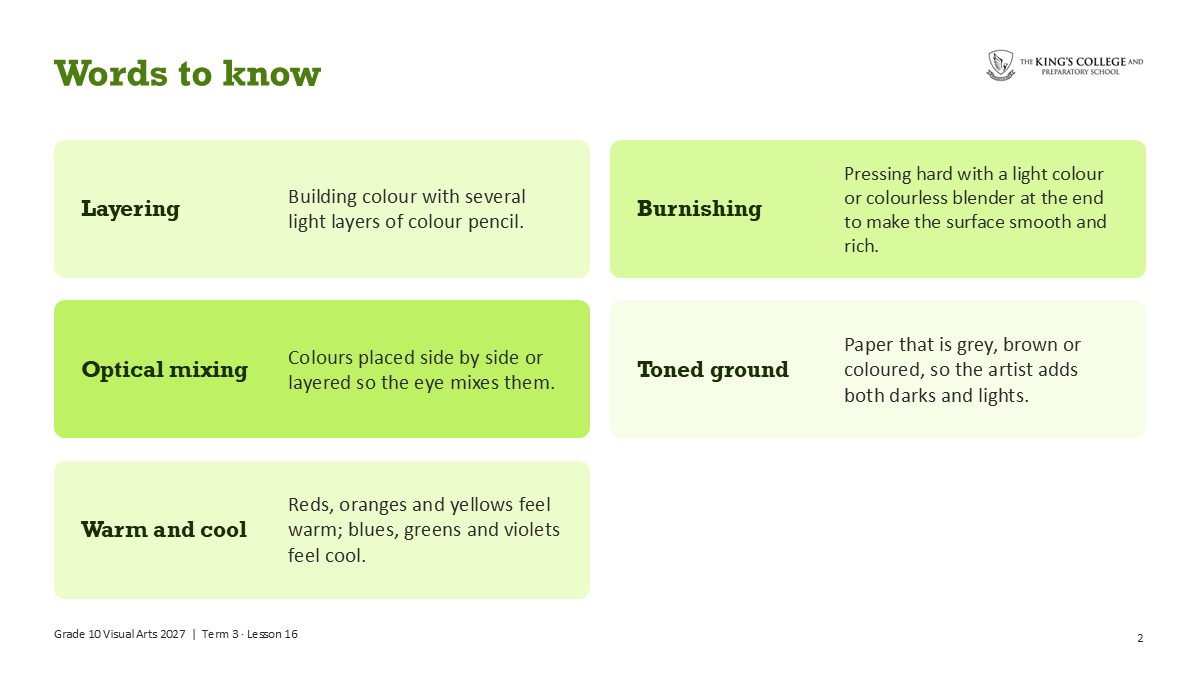 Words to know
THE KING'S COLLEGE AND
PREPARATORY SCHOOL
Layering
Building colour with several
light layers of colour pencil.
Burnishing
Pressing hard with a light colour
or colourless blender at the end
to make the surface smooth and
rich.
Optical mixing
Colours placed side by side or
layered so the eye mixes them.
Toned ground
Paper that is grey, brown or
coloured, so the artist adds
both darks and lights.
Warm and cool
Reds, oranges and yellows feel
warm; blues, greens and violets
feel cool.
Grade 10 Visual Arts 2027 | Term 3 · Lesson 16
2